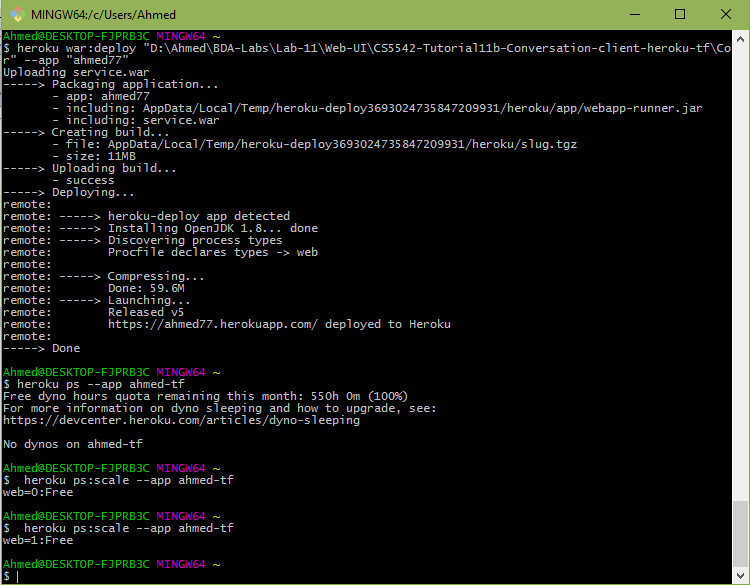 MINGW64:/c/Users/Ahmed
Ahmed@DESKTOP-FJPRB3C MINGW64 ~
$ heroku war:deploy "D:\Ahmed\BDA-Labs\Lab-11\Web-UI\CS5542-Tutorial11b-Conversation-client-heroku-tf\Co
r" --app "ahmed77"
Uploading service.war
-----> Packaging application...
       - app: ahmed77
       - including: AppData/Local/Temp/heroku-deploy3693024735847209931/heroku/app/webapp-runner.jar
       - including: service.war
-----> Creating build...
       - file: AppData/Local/Temp/heroku-deploy3693024735847209931/heroku/slug.tgz
       - size: 11MB
-----> Uploading build...
       - success
-----> Deploying...
remote:
remote: -----> heroku-deploy app detected
remote: -----> Installing OpenJDK 1.8... done
remote: -----> Discovering process types
remote:        Procfile declares types -> web
remote:
remote: -----> Compressing...
remote:        Done: 59.6M
remote: -----> Launching...
remote:        Released v5
remote:        https://ahmed77.herokuapp.com/ deployed to Heroku
remote:
-----> Done
Ahmed@DESKTOP-FJPRB3C MINGW64 ~
$ heroku ps --app ahmed-tf
Free dyno hours quota remaining this month: 550h 0m (100%)
For more information on dyno sleeping and how to upgrade, see:
https://devcenter.heroku.com/articles/dyno-sleeping
No dynos on ahmed-tf
Ahmed@DESKTOP-FJPRB3C MINGW64 ~
$  heroku ps:scale --app ahmed-tf
web=0:Free
Ahmed@DESKTOP-FJPRB3C MINGW64 ~
$  heroku ps:scale --app ahmed-tf
web=1:Free
Ahmed@DESKTOP-FJPRB3C MINGW64 ~
$